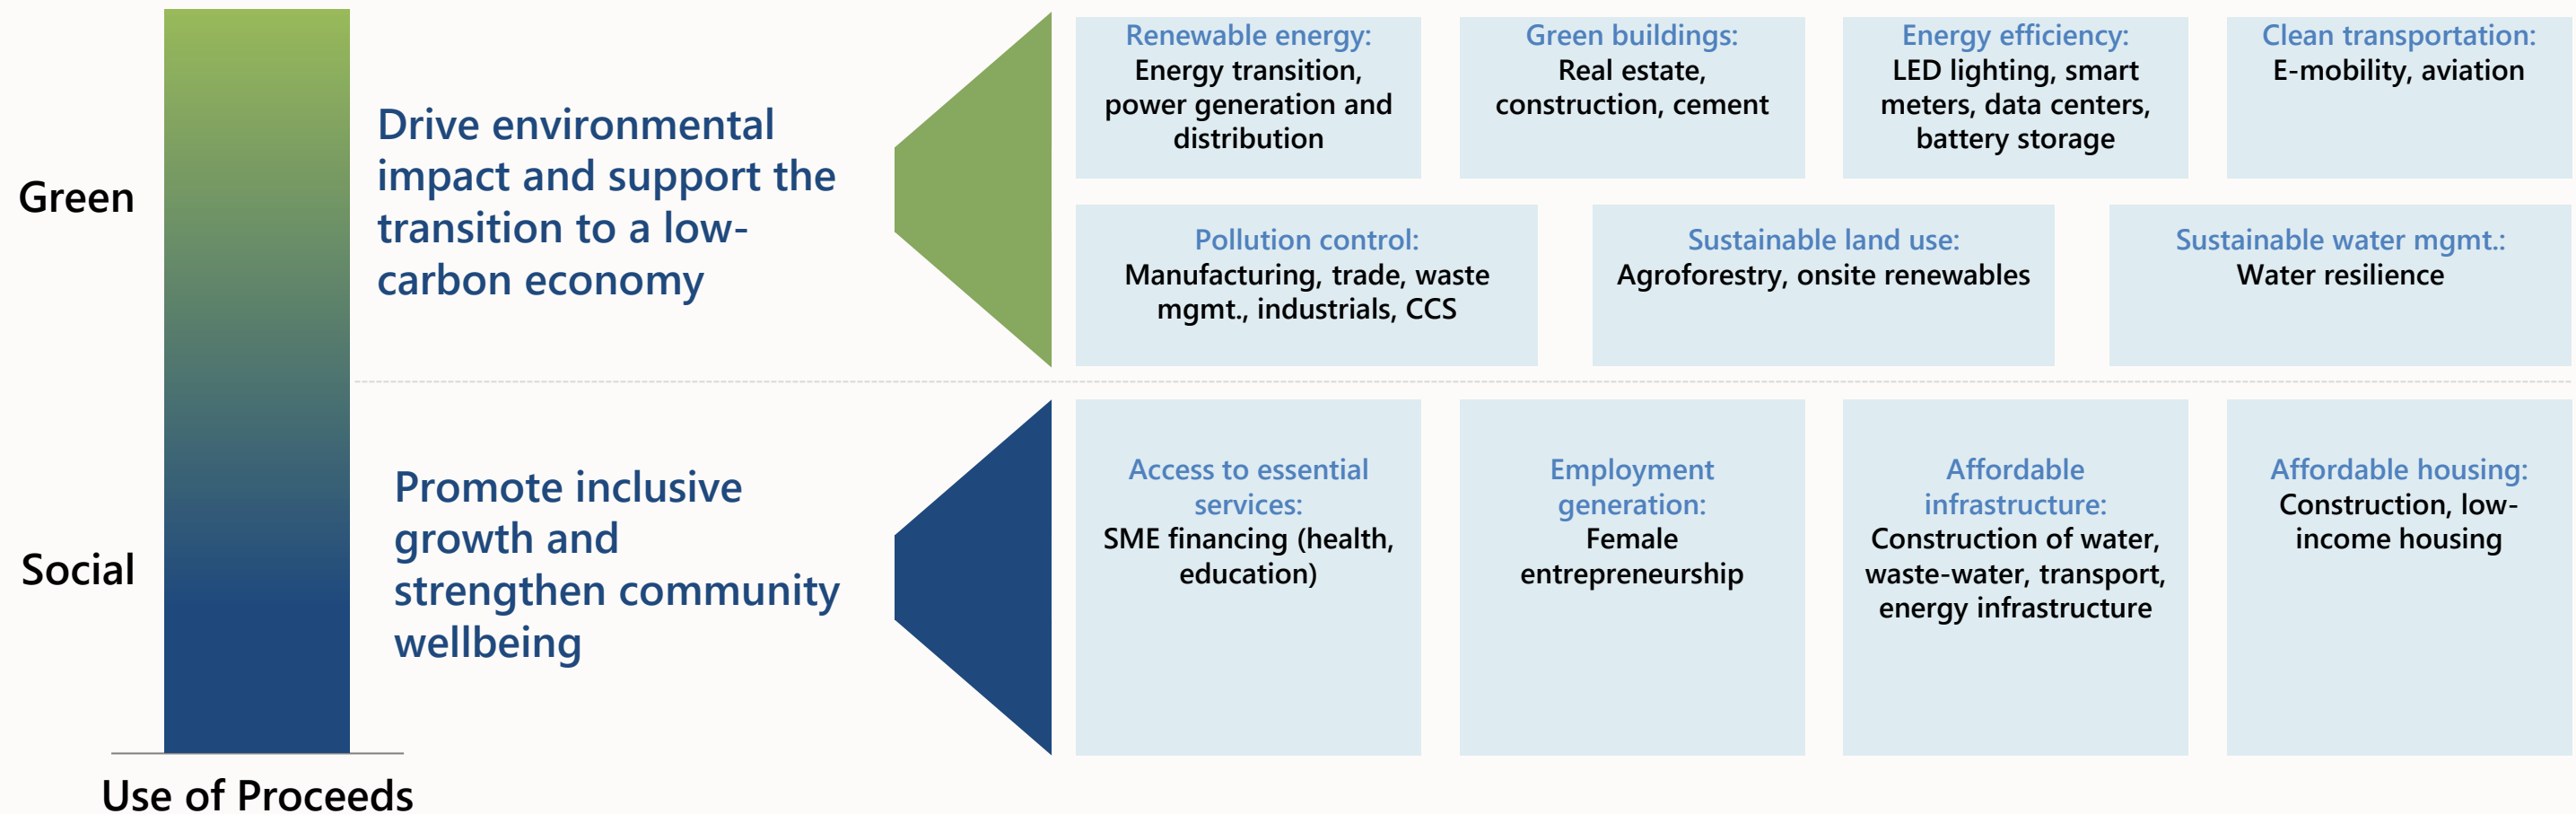 Green
Drive environmental
impact and support the
transition to a low-
carbon economy
Renewable energy:
Energy transition,
power generation and
distribution
Green buildings:
Real estate,
construction, cement
Energy efficiency:
LED lighting, smart
meters, data centers,
battery storage
Clean transportation:
E-mobility, aviation
Pollution control:
Manufacturing, trade, waste
mgmt., industrials, CCS
Sustainable land use:
Agroforestry, onsite renewables
Sustainable water mgmt.:
Water resilience
Social
Promote inclusive
growth and
strengthen community
wellbeing
Access to essential
services:
SME financing (health,
education)
Employment
generation:
Female
entrepreneurship
Affordable
infrastructure:
Construction of water,
waste-water, transport,
energy infrastructure
Affordable housing:
Construction, low-
income housing
Use of Proceeds